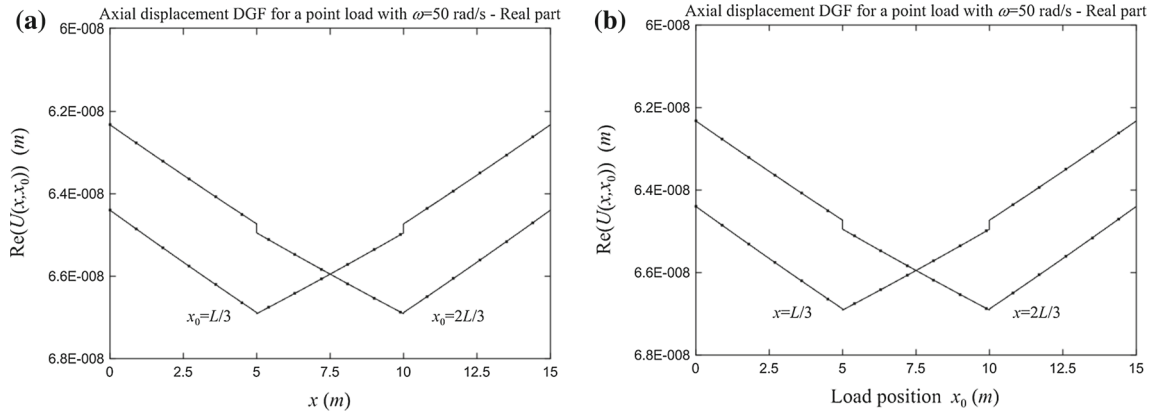 (a)
Axial displacement DGF for a point load with ω=50 rad/s - Real part
Re(U(x,x₀)) (m)
6E-008
6.2E-008
6.4E-008
6.6E-008
6.8E-008
x₀=L/3
x₀=2L/3
0 2.5 5 7.5 10 12.5 15
x (m)
(b)
Axial displacement DGF for a point load with ω=50 rad/s - Real part
Re(U(x,x₀)) (m)
6E-008
6.2E-008
6.4E-008
6.6E-008
6.8E-008
x=L/3
x=2L/3
0 2.5 5 7.5 10 12.5 15
Load position x₀ (m)